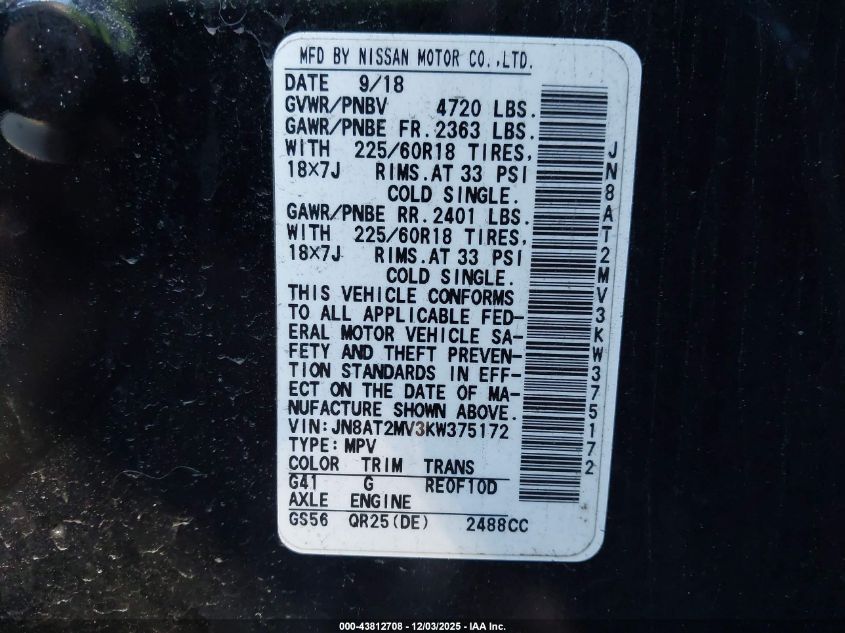 MFD BY NISSAN MOTOR CO.,LTD.
DATE 9/18
GVWR/PNBV 4720 LBS.
GAWR/PNBE FR.2363 LBS.
WITH 225/60R18 TIRES,
18×7J RIMS.AT 33 PSI
COLD SINGLE.
GAWR/PNBE RR.2401 LBS.
WITH 225/60R18 TIRES,
18×7J RIMS.AT 33 PSI
COLD SINGLE.
THIS VEHICLE CONFORMS
TO ALL APPLICABLE FED-
ERAL MOTOR VEHICLE SA-
FETY AND THEFT PREVEN-
TION STANDARDS IN EFF-
ECT ON THE DATE OF MA-
NUFACTURE SHOWN ABOVE.
VIN:JN8AT2MV3KW375172
TYPE:MPV
COLOR TRIM TRANS
G41 G RE0F10D
AXLE ENGINE
GS56 QR25(DE) 2488CC
JN8AT2MV3KW375172
000-43812708 - 12/03/2025 - IAA Inc.